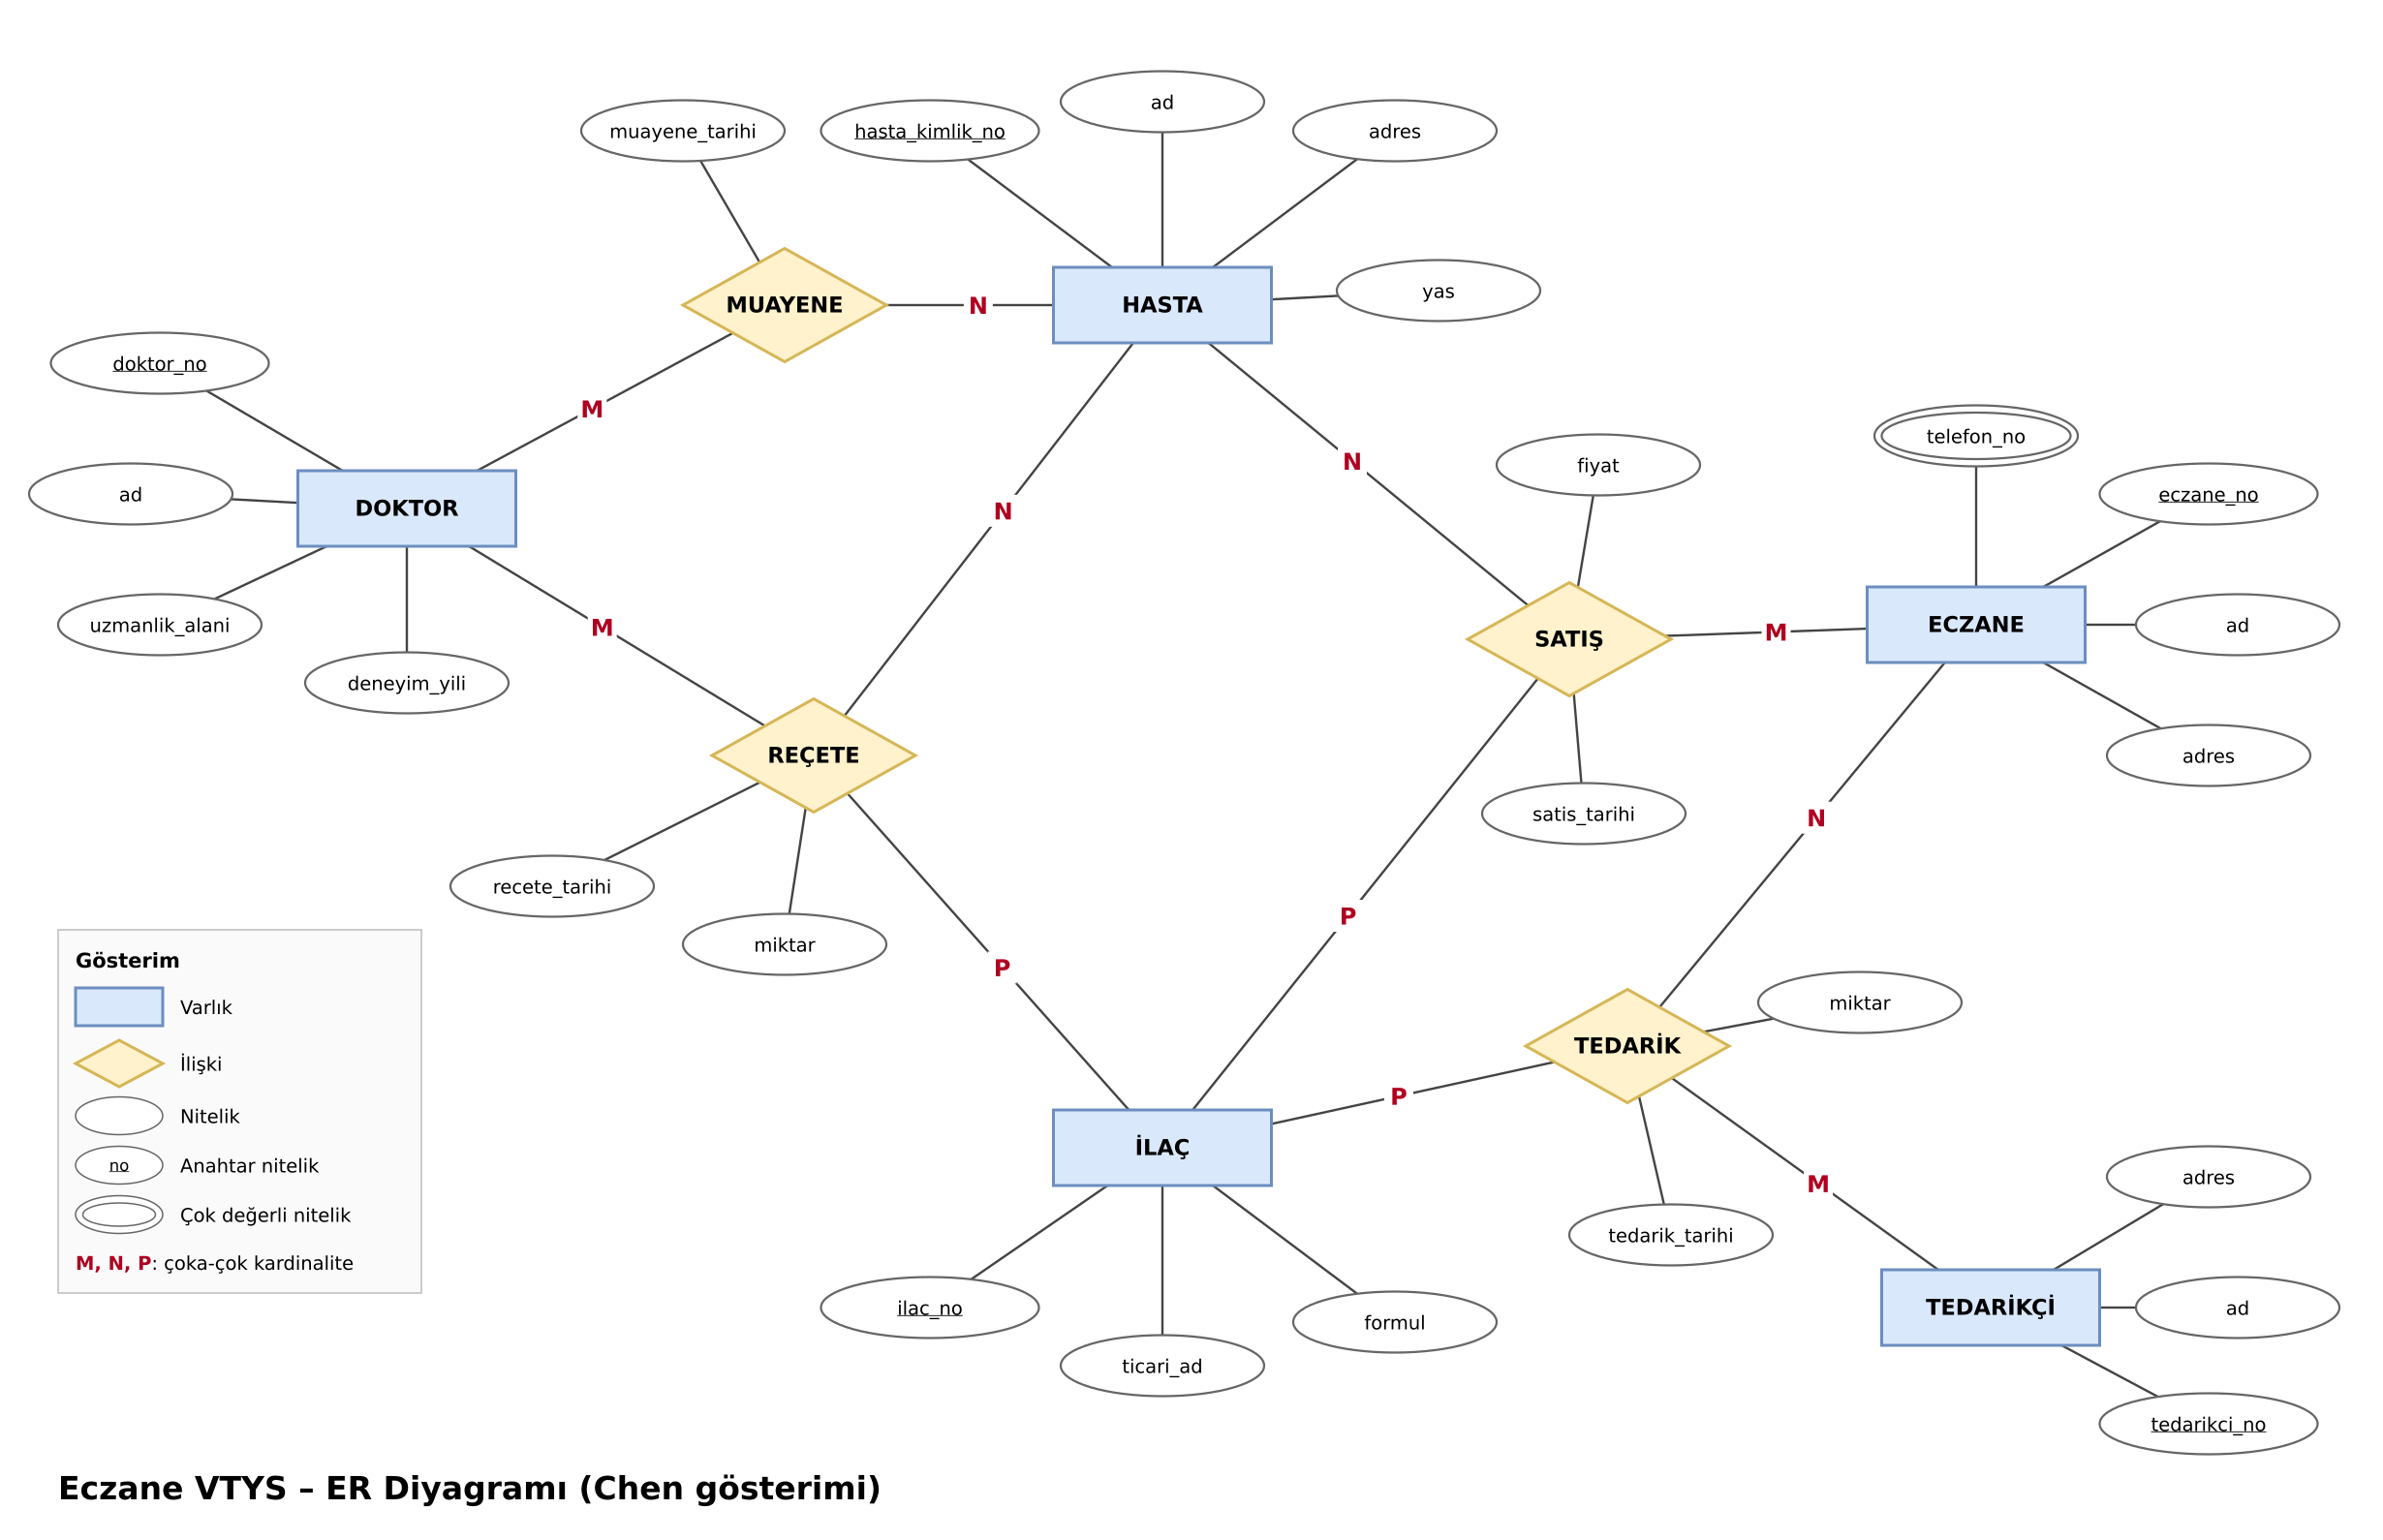 ad
muayene_tarihi
hasta_kimlik_no
adres
yas
MUAYENE
N
HASTA
doktor_no
M
ad
DOKTOR
uzmanlik_alani
deneyim_yili
M
N
N
fiyat
telefon_no
eczane_no
SATIŞ
M
ECZANE
ad
adres
satis_tarihi
REÇETE
recete_tarihi
miktar
P
P
N
miktar
TEDARİK
P
İLAÇ
M
tedarik_tarihi
adres
ilac_no
ticari_ad
formul
TEDARİKÇİ
ad
tedarikci_no
Gösterim
Varlık
İlişki
Nitelik
no Anahtar nitelik
Çok değerli nitelik
M, N, P: çoka-çok kardinalite
Eczane VTYS – ER Diyagramı (Chen gösterimi)